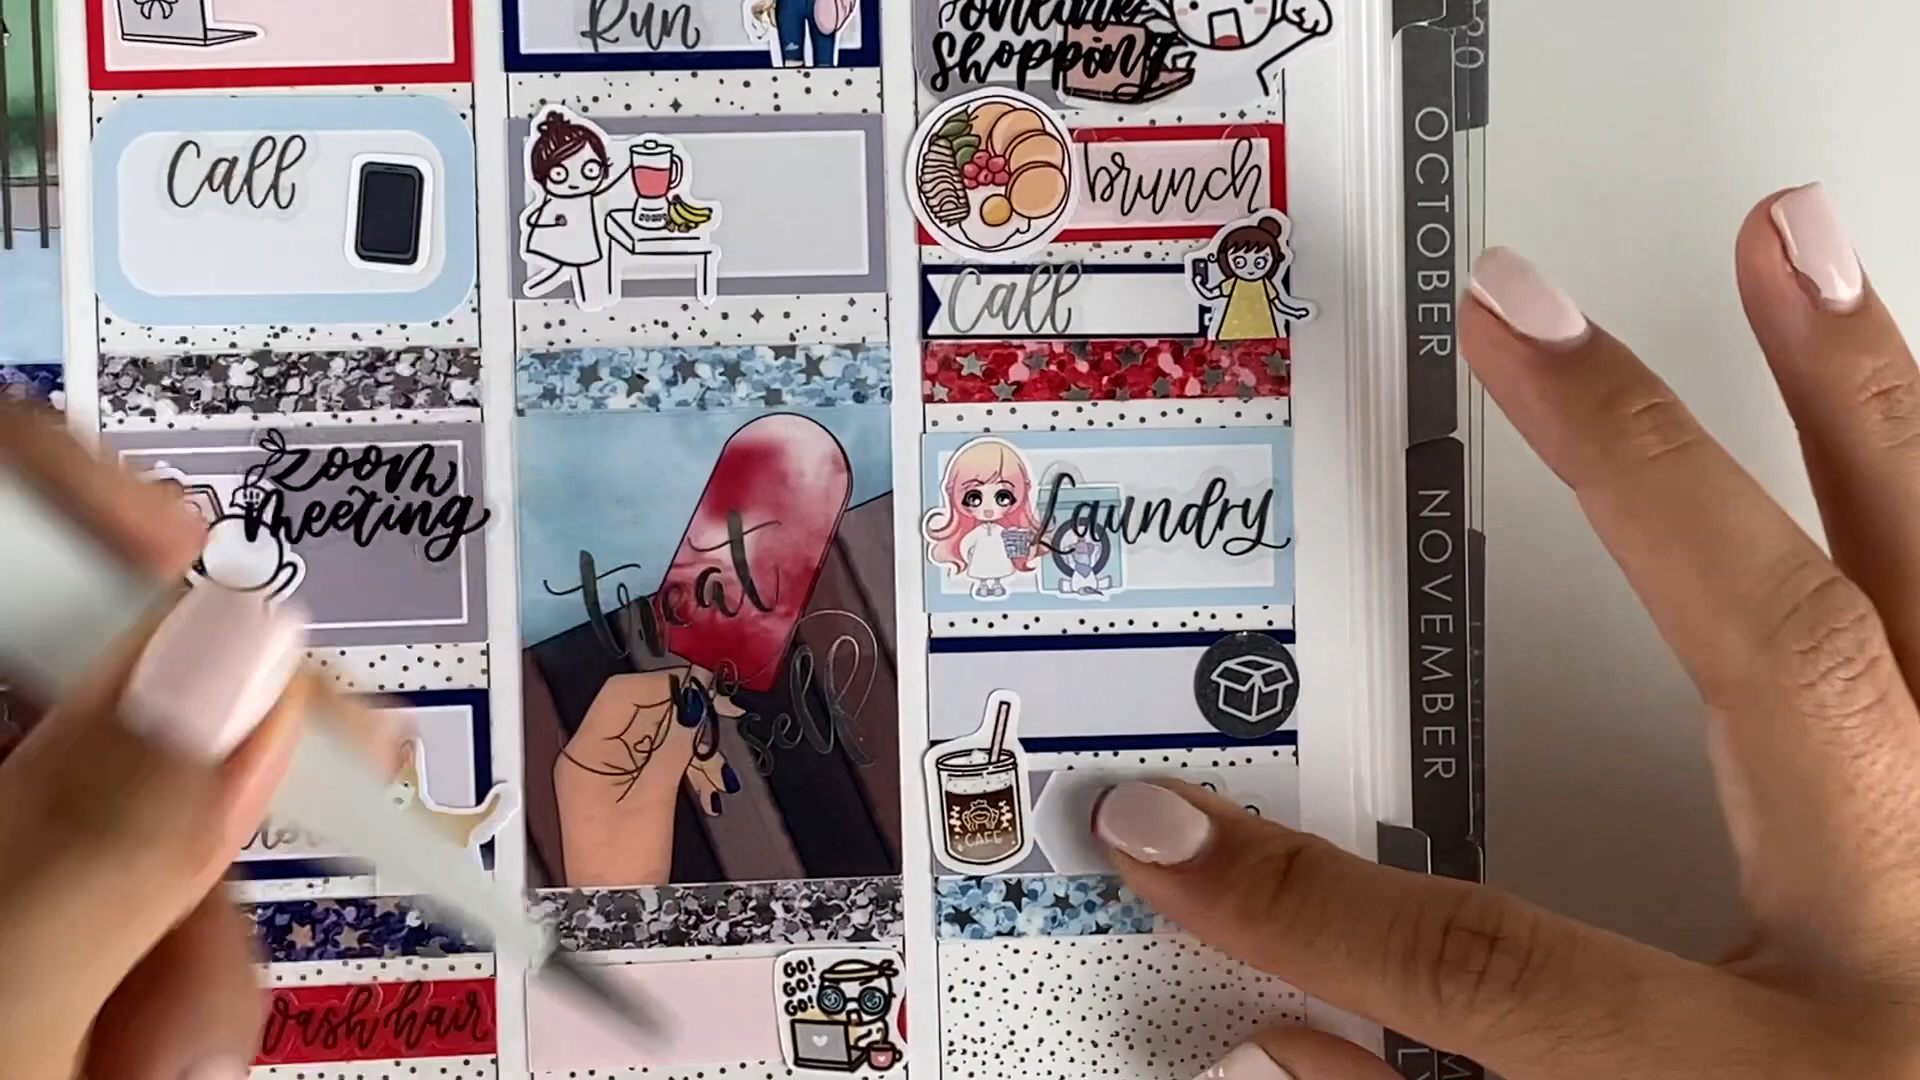 Run
online
Shopping
Call
brunch
Call
zoom
meeting
Laundry
treat
yo
self
CAFE
wash hair
GO!
GO!
GO!
OCTOBER
NOVEMBER